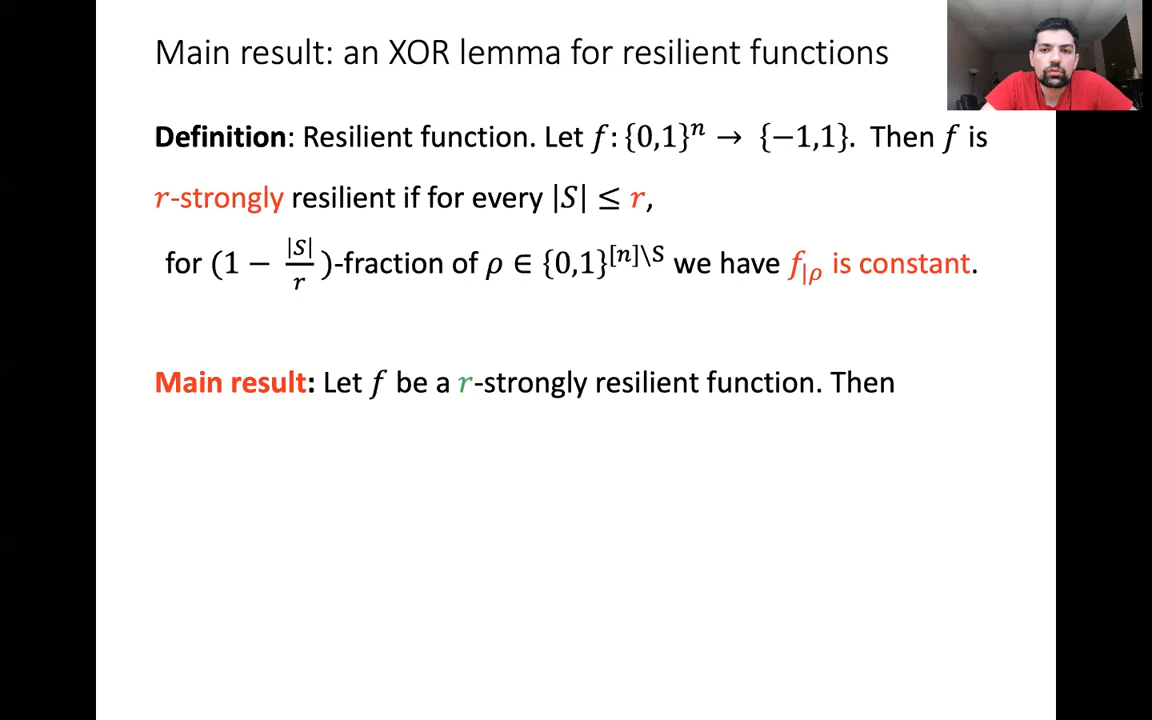 Main result: an XOR lemma for resilient functions
Definition: Resilient function. Let f:{0,1}ⁿ → {−1,1}. Then f is
r-strongly resilient if for every |S| ≤ r,
for (1 − |S|/r)-fraction of ρ ∈ {0,1}^{[n]\S} we have f_{|ρ} is constant.
Main result: Let f be a r-strongly resilient function. Then